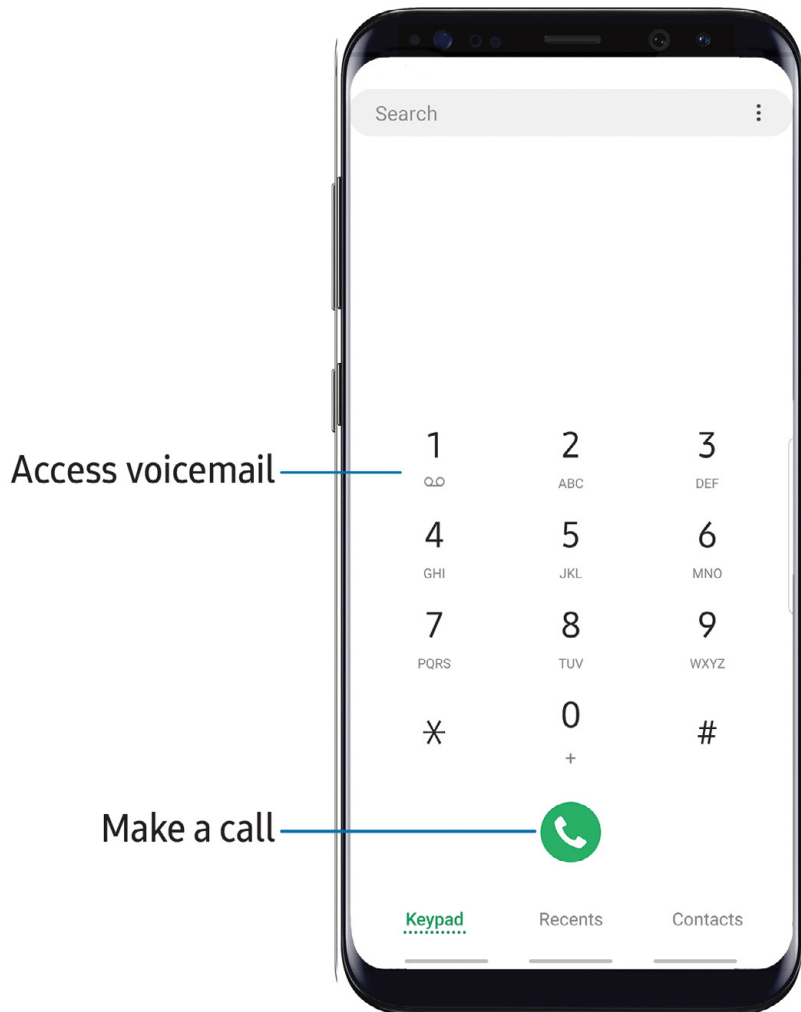 Search
1 2 3
ABC DEF
Access voicemail
4 5 6
GHI JKL MNO
7 8 9
PQRS TUV WXYZ
* 0 #
+
Make a call
Keypad Recents Contacts